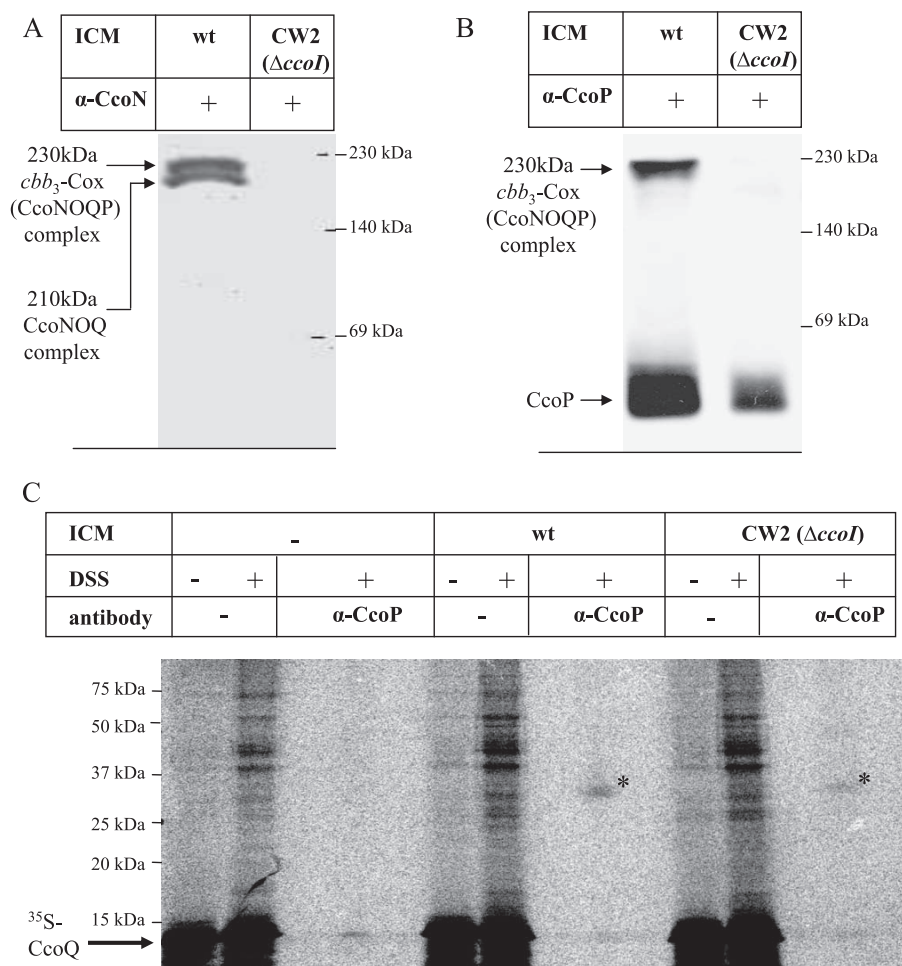 A
ICM wt CW2 (ΔccoI)
α-CcoN + +
230kDa
cbb₃-Cox
(CcoNOQP)
complex
210kDa
CcoNOQ
complex
230 kDa
140 kDa
69 kDa
B
ICM wt CW2 (ΔccoI)
α-CcoP + +
230kDa
cbb₃-Cox
(CcoNOQP)
complex
CcoP
230 kDa
140 kDa
69 kDa
C
ICM - wt CW2 (ΔccoI)
DSS - + + - + + - + +
antibody - α-CcoP - α-CcoP - α-CcoP
75 kDa
50 kDa
37 kDa
25 kDa
20 kDa
15 kDa
³⁵S-
CcoQ
* *